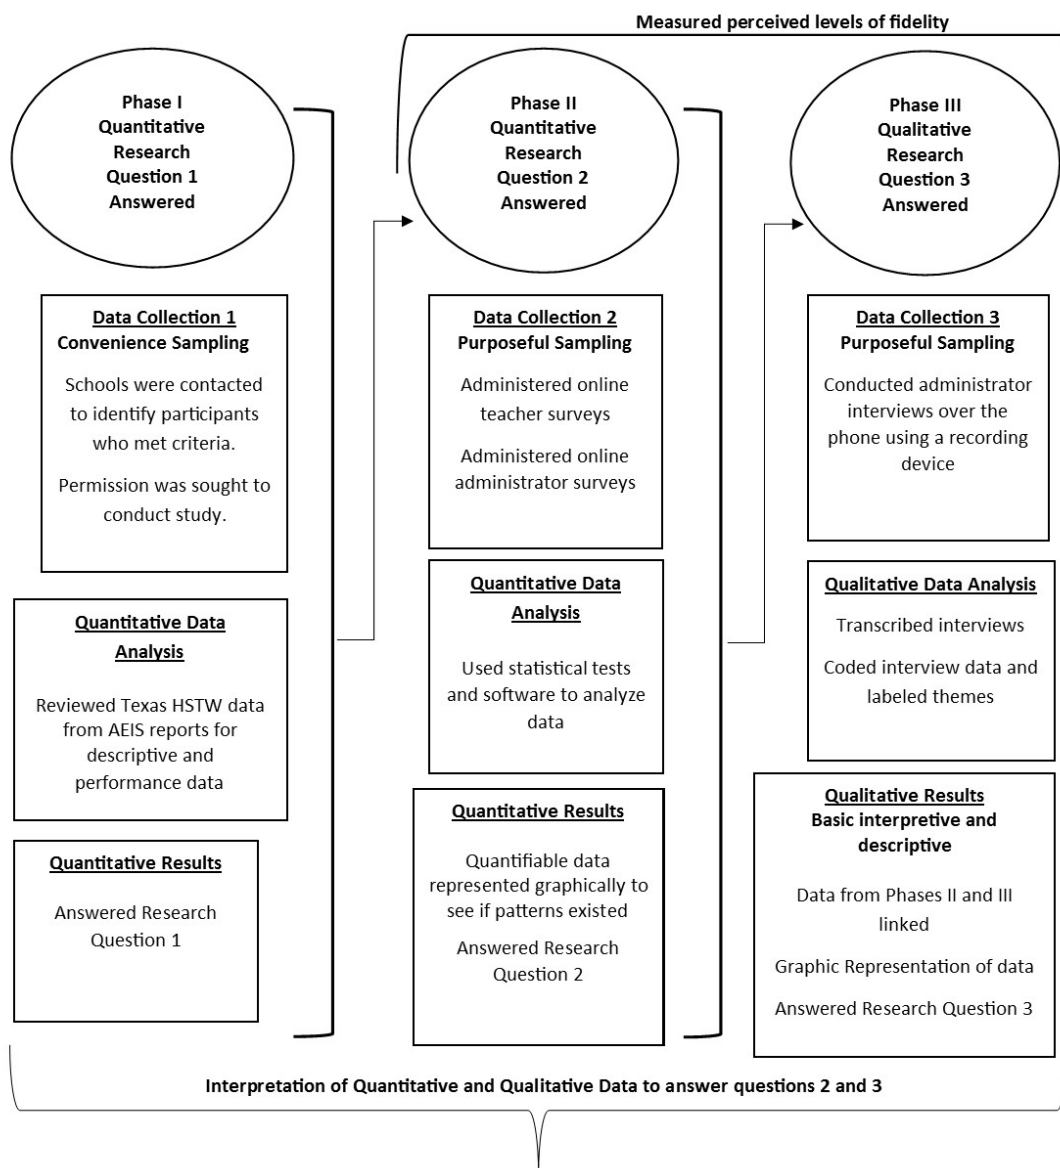 Measured perceived levels of fidelity
Phase I
Quantitative
Research
Question 1
Answered
Phase II
Quantitative
Research
Question 2
Answered
Phase III
Qualitative
Research
Question 3
Answered
Data Collection 1
Convenience Sampling
Schools were contacted
to identify participants
who met criteria.
Permission was sought to
conduct study.
Data Collection 2
Purposeful Sampling
Administered online
teacher surveys
Administered online
administrator surveys
Data Collection 3
Purposeful Sampling
Conducted administrator
interviews over the
phone using a recording
device
Quantitative Data
Analysis
Reviewed Texas HSTW data
from AEIS reports for
descriptive and
performance data
Quantitative Data
Analysis
Used statistical tests
and software to analyze
data
Qualitative Data Analysis
Transcribed interviews
Coded interview data and
labeled themes
Quantitative Results
Answered Research
Question 1
Quantitative Results
Quantifiable data
represented graphically to
see if patterns existed
Answered Research
Question 2
Qualitative Results
Basic interpretive and
descriptive
Data from Phases II and III
linked
Graphic Representation of data
Answered Research Question 3
Interpretation of Quantitative and Qualitative Data to answer questions 2 and 3